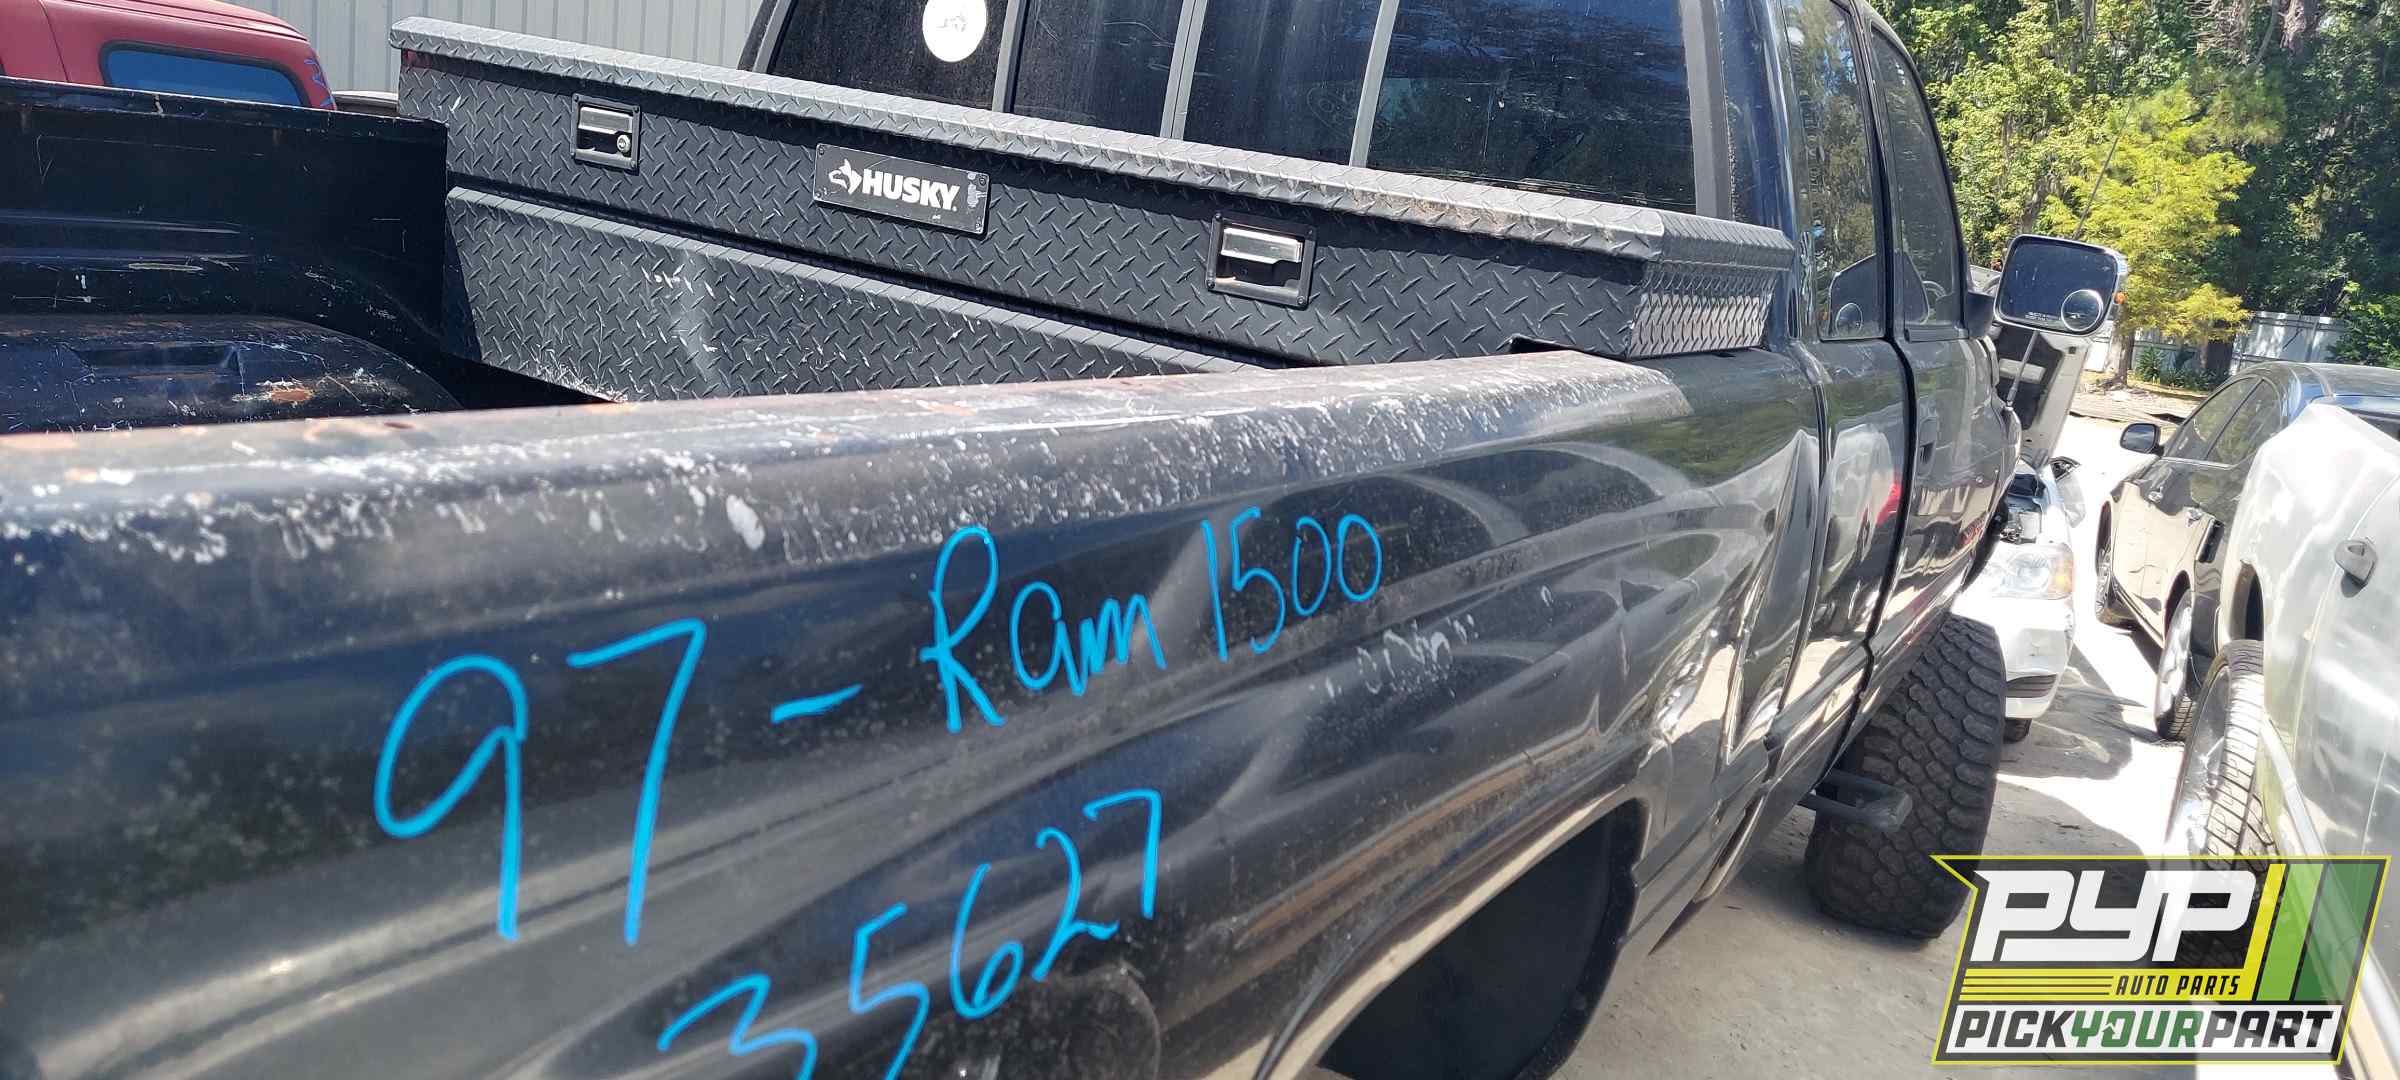 HUSKY
97 - Ram 1500
35627
PYP
AUTO PARTS
PICKYOURPART